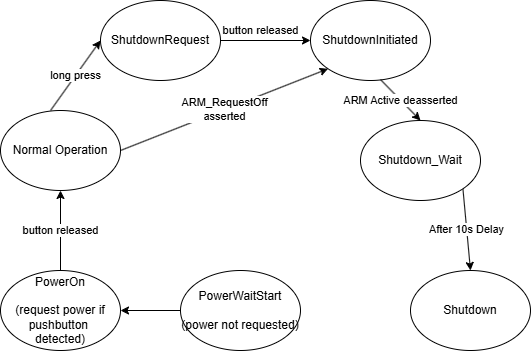 ShutdownRequest
button released
ShutdownInitiated
long press
ARM_RequestOff
asserted
ARM Active deasserted
Normal Operation
Shutdown_Wait
button released
After 10s Delay
PowerOn
(request power if
pushbutton
detected)
PowerWaitStart
(power not requested)
Shutdown